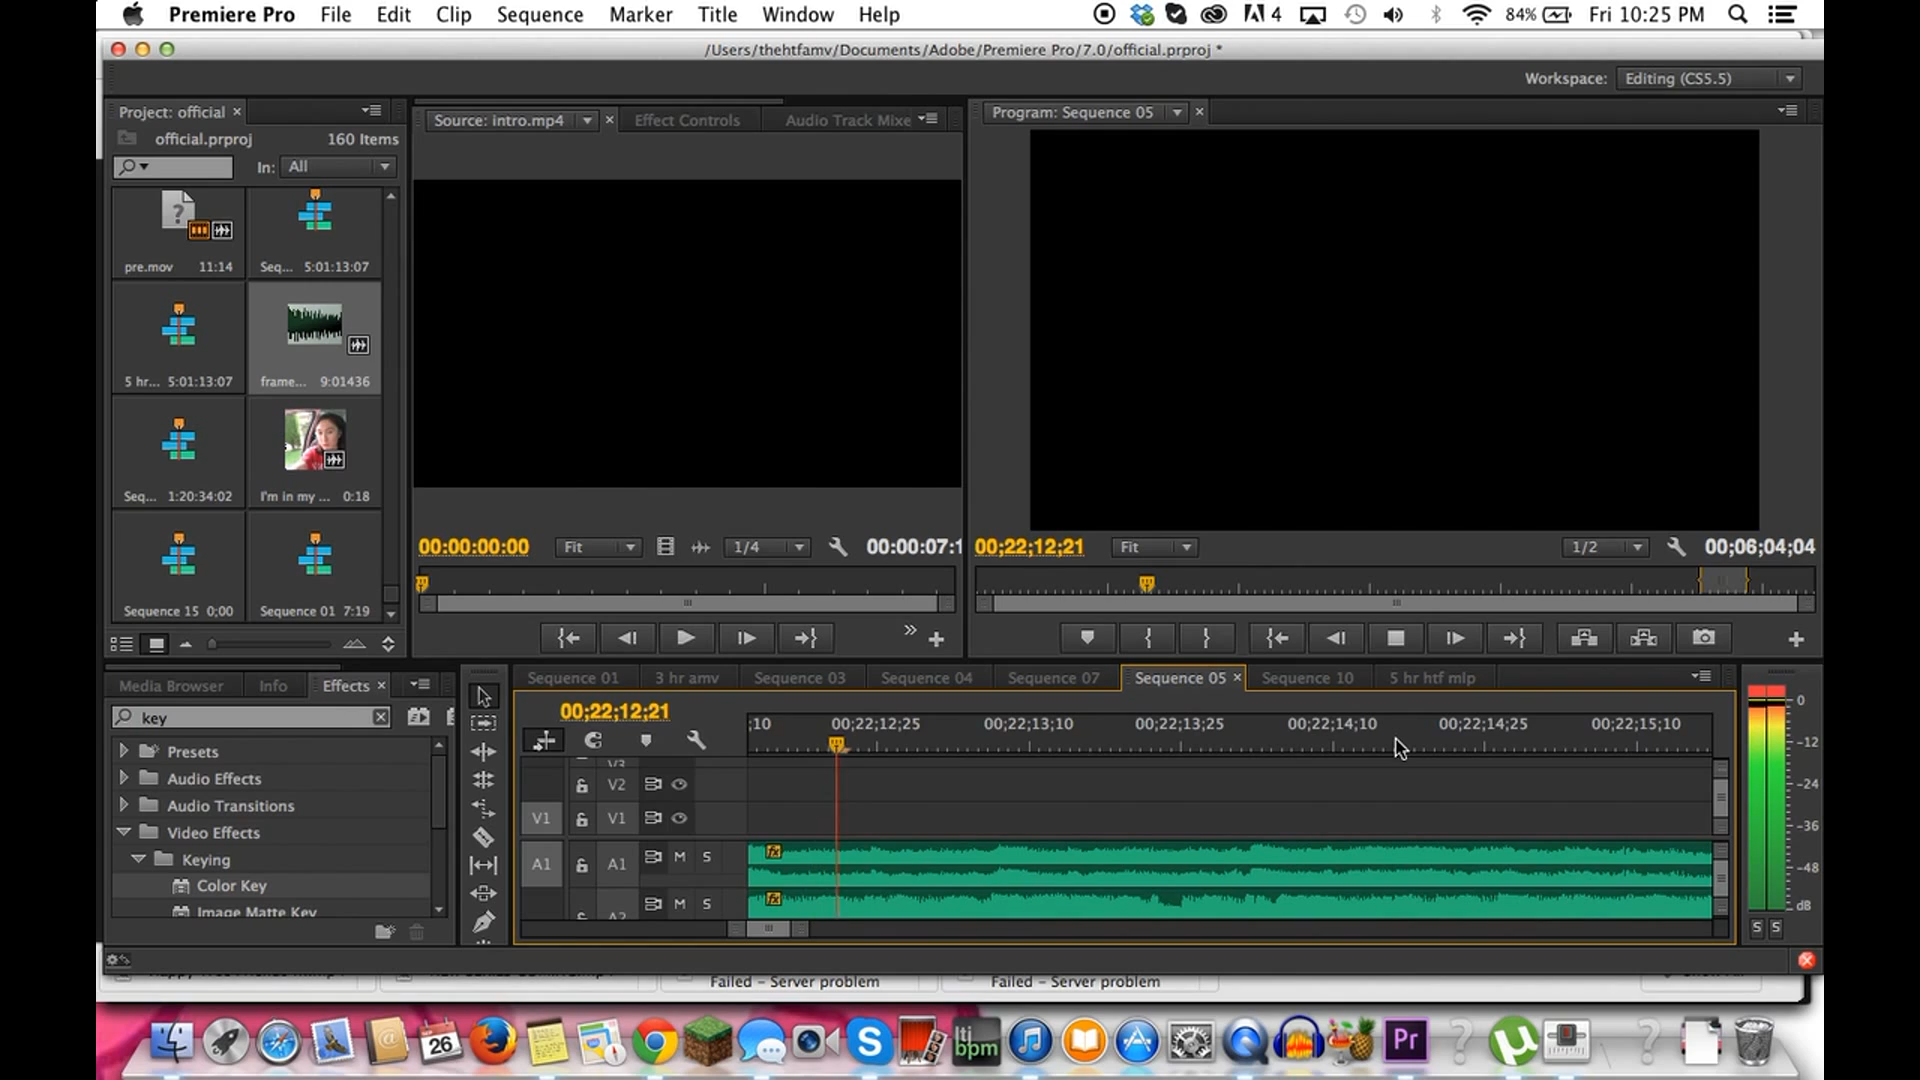 Premiere Pro File Edit Clip Sequence Marker Title Window Help 4 84% Fri 10:25 PM
/Users/thehtfamv/Documents/Adobe/Premiere Pro/7.0/official.prproj *
Workspace: Editing (CS5.5)
Project: official
official.prproj 160 Items
In: All
pre.mov 11:14 Seq... 5:01:13:07
5 hr... 5:01:13:07 frame... 9:01436
Seq... 1:20:34:02 I'm in my ... 0:18
Sequence 15 0;00 Sequence 01 7:19
Source: intro.mp4 Effect Controls Audio Track Mixe
00:00:00:00 Fit 1/4 00:00:07:1
Program: Sequence 05
00;22;12;21 Fit 1/2 00;06;04;04
Media Browser Info Effects
key
Presets
Audio Effects
Audio Transitions
Video Effects
Keying
Color Key
Image Matte Key
Sequence 01 3 hr amv Sequence 03 Sequence 04 Sequence 07 Sequence 05 Sequence 10 5 hr htf mlp
00;22;12;21
;10 00;22;12;25 00;22;13;10 00;22;13;25 00;22;14;10 00;22;14;25 00;22;15;10
V3
V2
V1 V1
A1 A1 M S
A2 M S
0
-12
-24
-36
-48
dB
S S
Failed - Server problem Failed - Server problem
26
lti
bpm
Pr